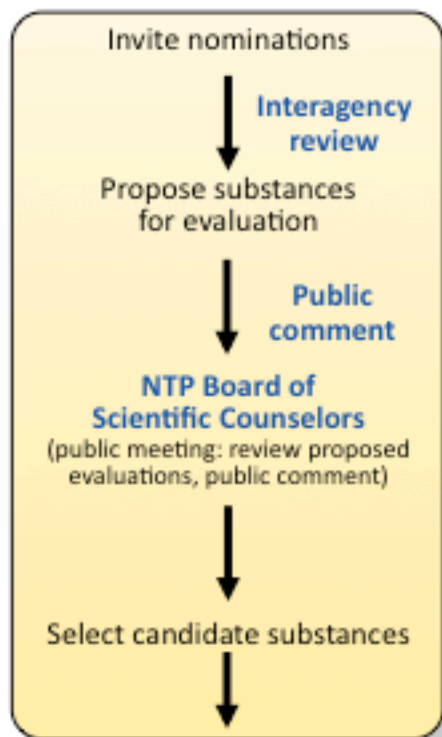 Invite nominations
Interagency
review
Propose substances
for evaluation
Public
comment
NTP Board of
Scientific Counselors
(public meeting: review proposed
evaluations, public comment)
Select candidate substances